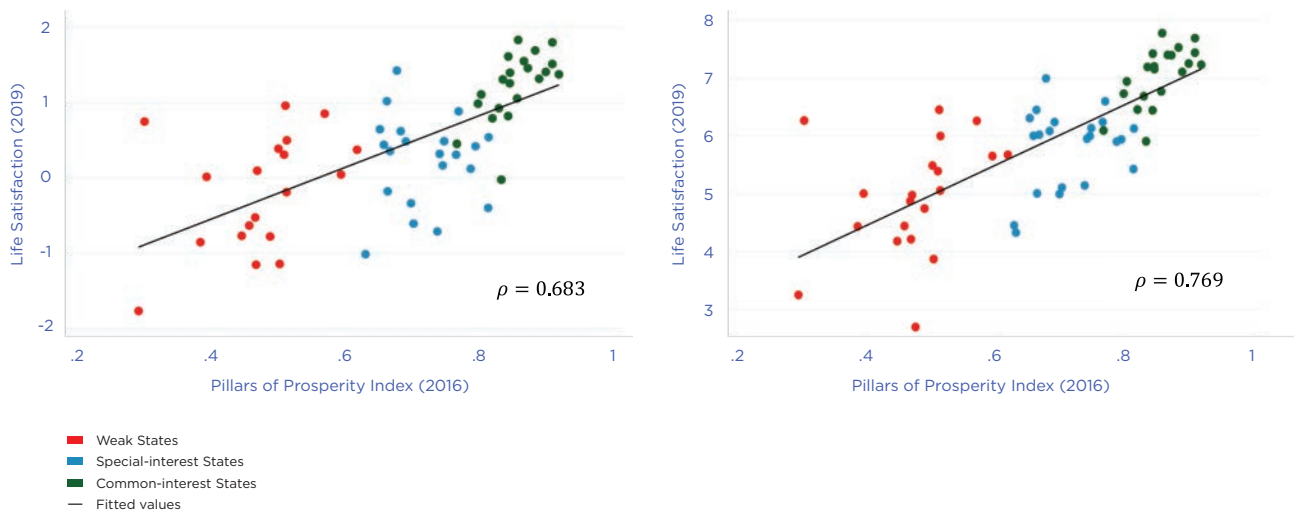 2
1
0
-1
-2
Life Satisfaction (2019)
ρ = 0.683
.2 .4 .6 .8 1
Pillars of Prosperity Index (2016)
8
7
6
5
4
3
Life Satisfaction (2019)
ρ = 0.769
.2 .4 .6 .8 1
Pillars of Prosperity Index (2016)
Weak States
Special-interest States
Common-interest States
Fitted values